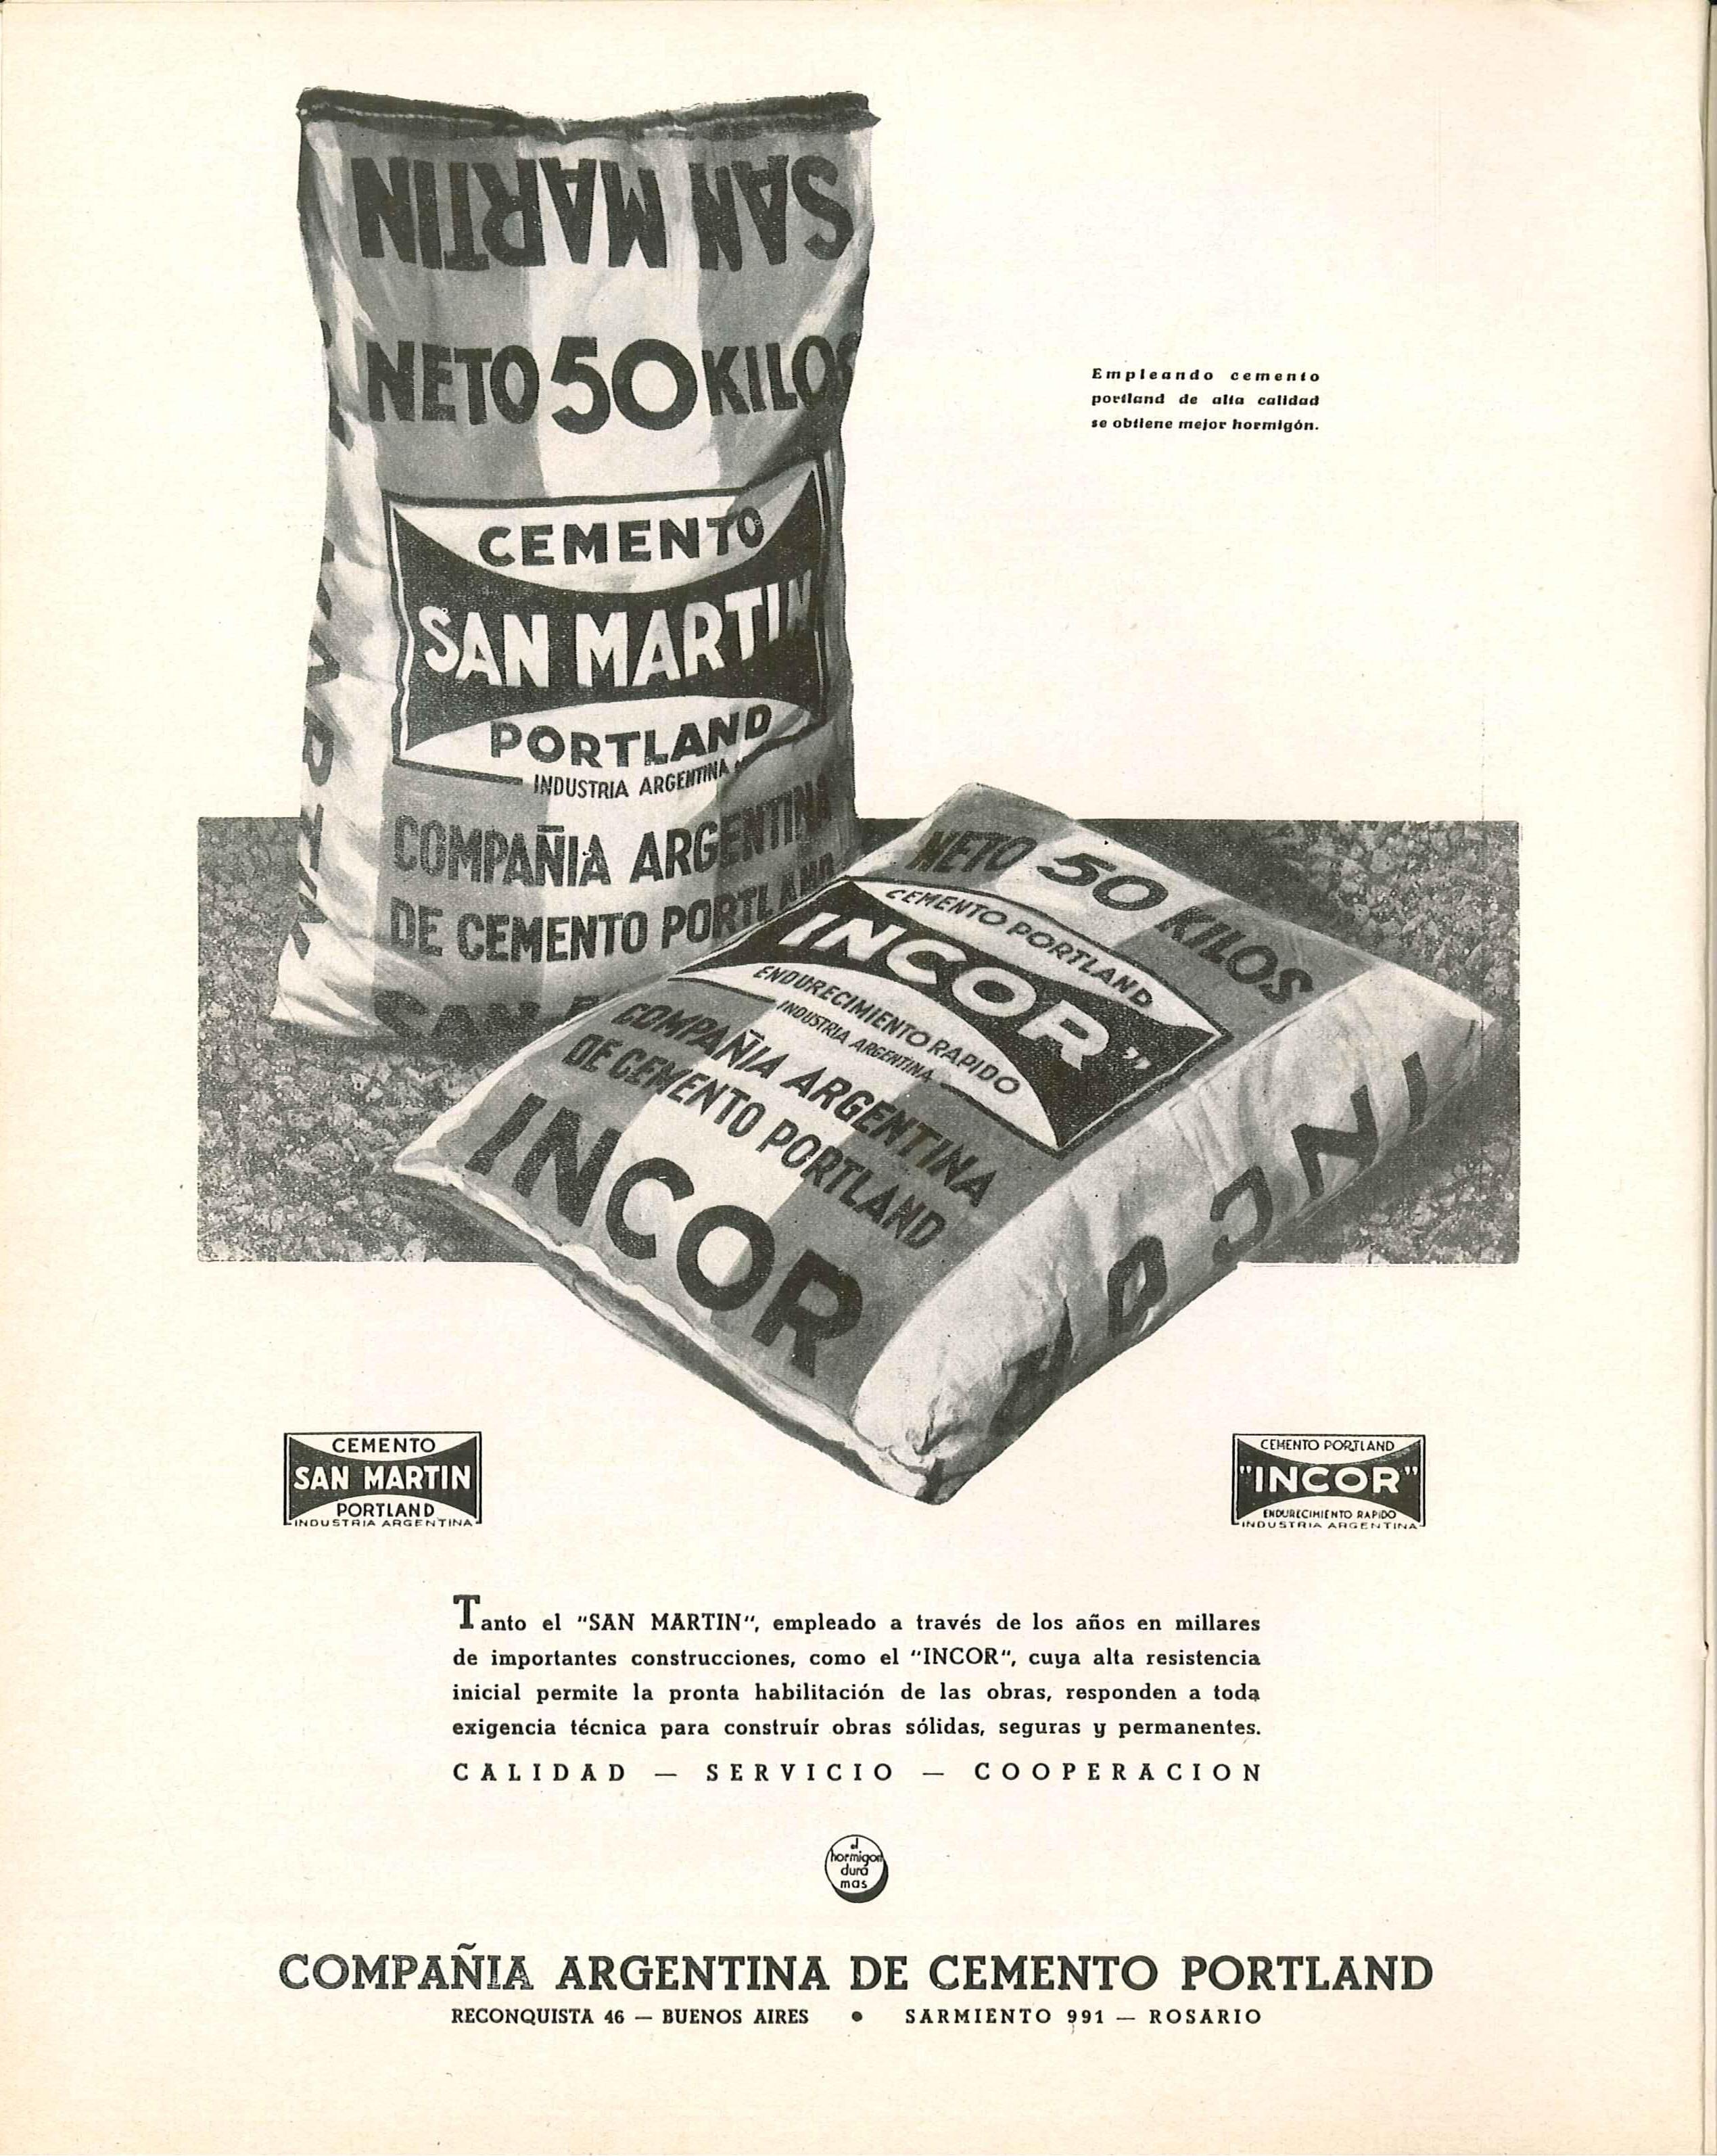 SAN MARTIN
NETO 50 KILOS
CEMENTO
SAN MARTIN
PORTLAND
INDUSTRIA ARGENTINA
COMPAÑIA ARGENTINA
DE CEMENTO PORTLAND
SAN
MARTIN
Empleando cemento
portland de alta calidad
se obtiene mejor hormigón.
NETO 50 KILOS
CEMENTO PORTLAND
INCOR"
ENDURECIMIENTO RAPIDO
INDUSTRIA ARGENTINA
COMPAÑIA ARGENTINA
DE CEMENTO PORTLAND
INCOR
INCOR
CEMENTO
SAN MARTIN
PORTLAND
INDUSTRIA ARGENTINA
CEMENTO PORTLAND
"INCOR"
ENDURECIMIENTO RAPIDO
INDUSTRIA ARGENTINA
Tanto el "SAN MARTIN", empleado a través de los años en millares
de importantes construcciones, como el "INCOR", cuya alta resistencia
inicial permite la pronta habilitación de las obras, responden a toda
exigencia técnica para construír obras sólidas, seguras y permanentes.
CALIDAD — SERVICIO — COOPERACION
el
hormigon
dura
mas
COMPAÑIA ARGENTINA DE CEMENTO PORTLAND
RECONQUISTA 46 — BUENOS AIRES • SARMIENTO 991 — ROSARIO